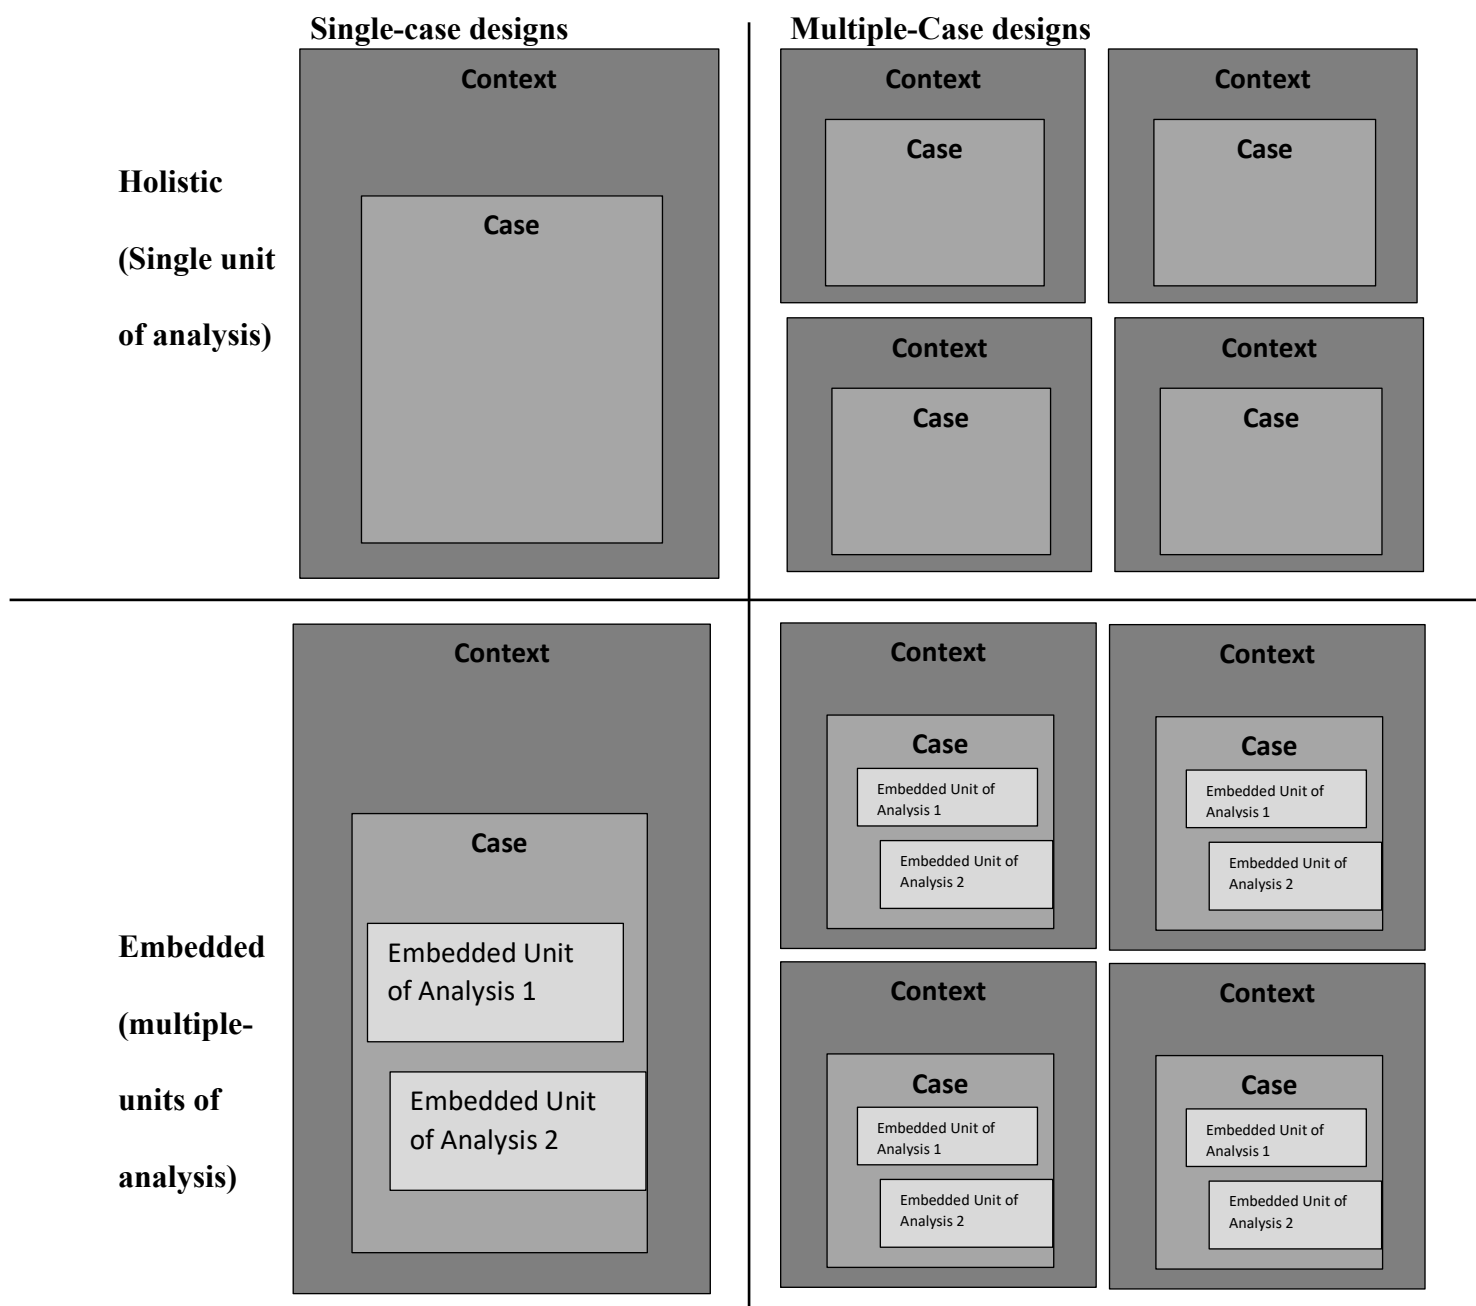 Single-case designs
Multiple-Case designs
Holistic
(Single unit
of analysis)
Context
Case
Context
Case
Context
Case
Context
Case
Context
Case
Embedded
(multiple-
units of
analysis)
Context
Case
Embedded Unit
of Analysis 1
Embedded Unit
of Analysis 2
Context
Case
Embedded Unit of
Analysis 1
Embedded Unit of
Analysis 2
Context
Case
Embedded Unit of
Analysis 1
Embedded Unit of
Analysis 2
Context
Case
Embedded Unit of
Analysis 1
Embedded Unit of
Analysis 2
Context
Case
Embedded Unit of
Analysis 1
Embedded Unit of
Analysis 2